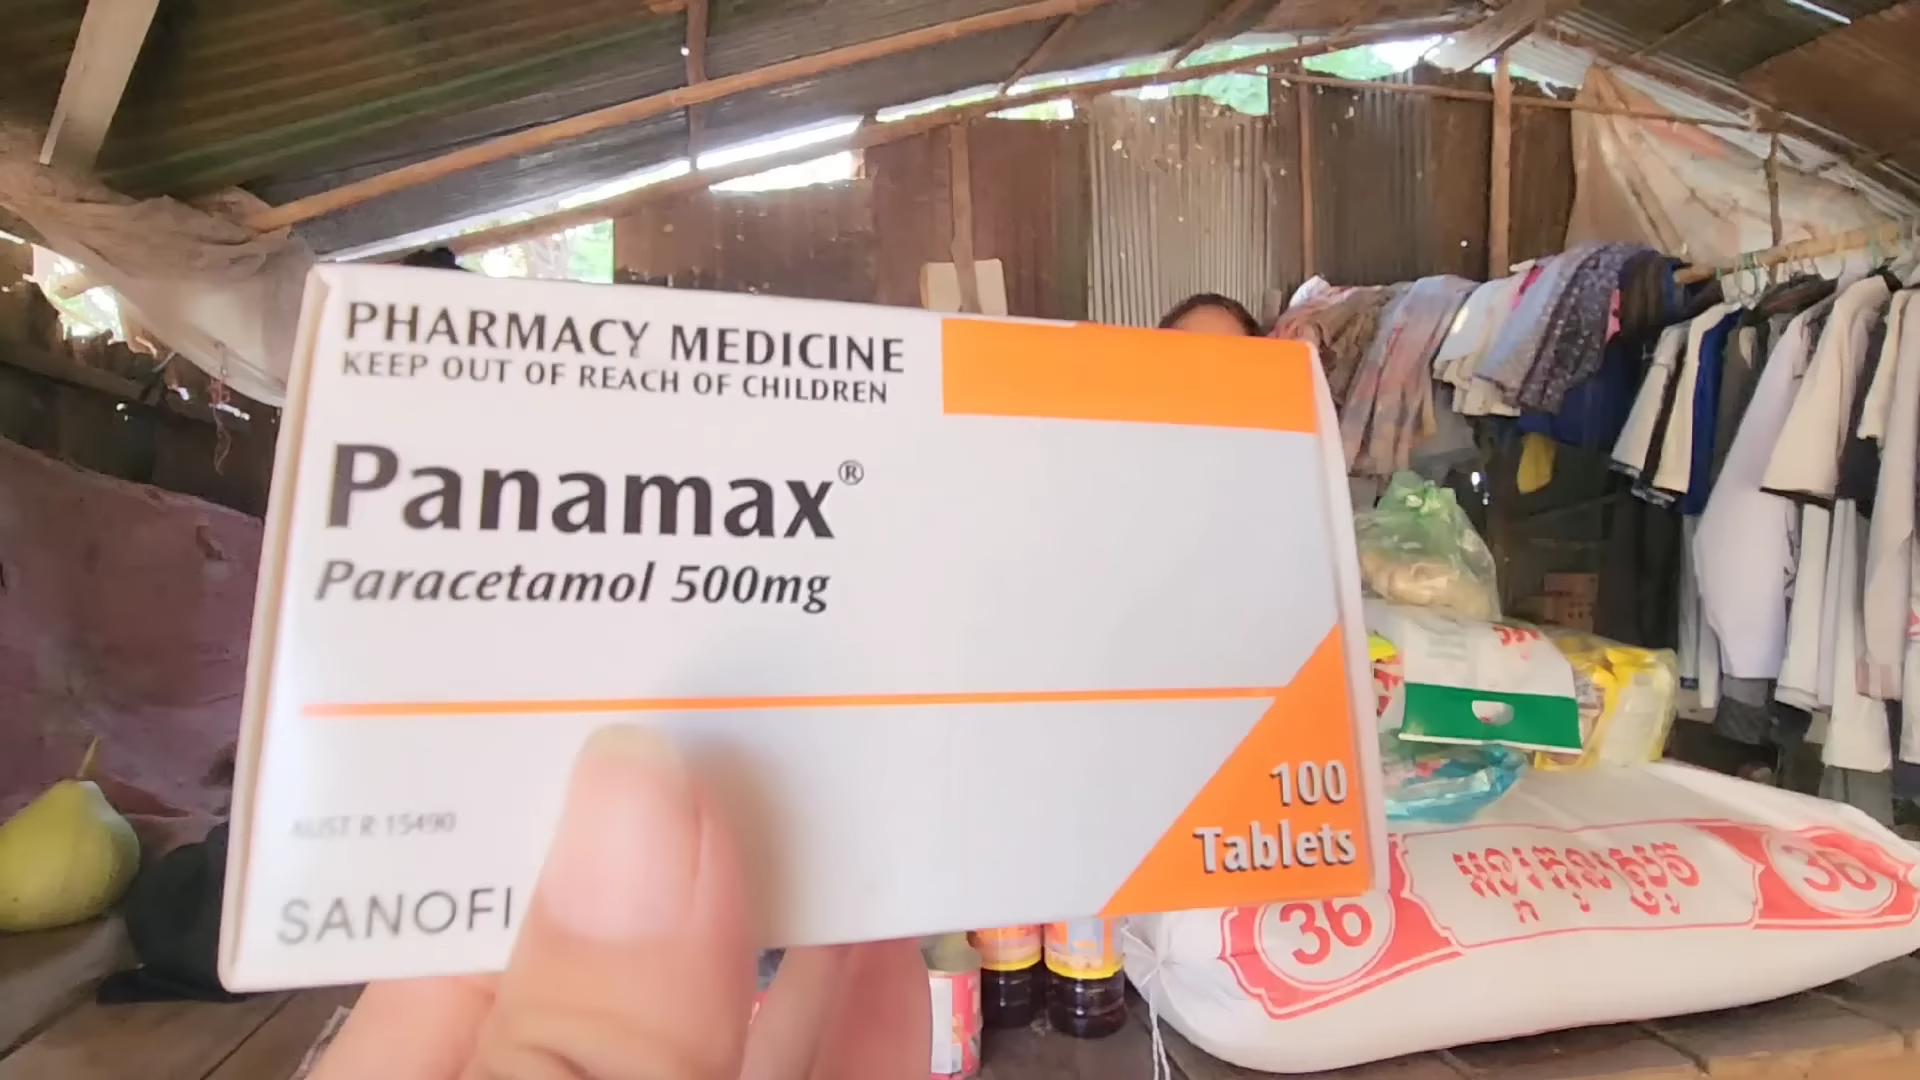 PHARMACY MEDICINE
KEEP OUT OF REACH OF CHILDREN
Panamax®
Paracetamol 500mg
100
Tablets
AUST R 15490
SANOFI
36
36